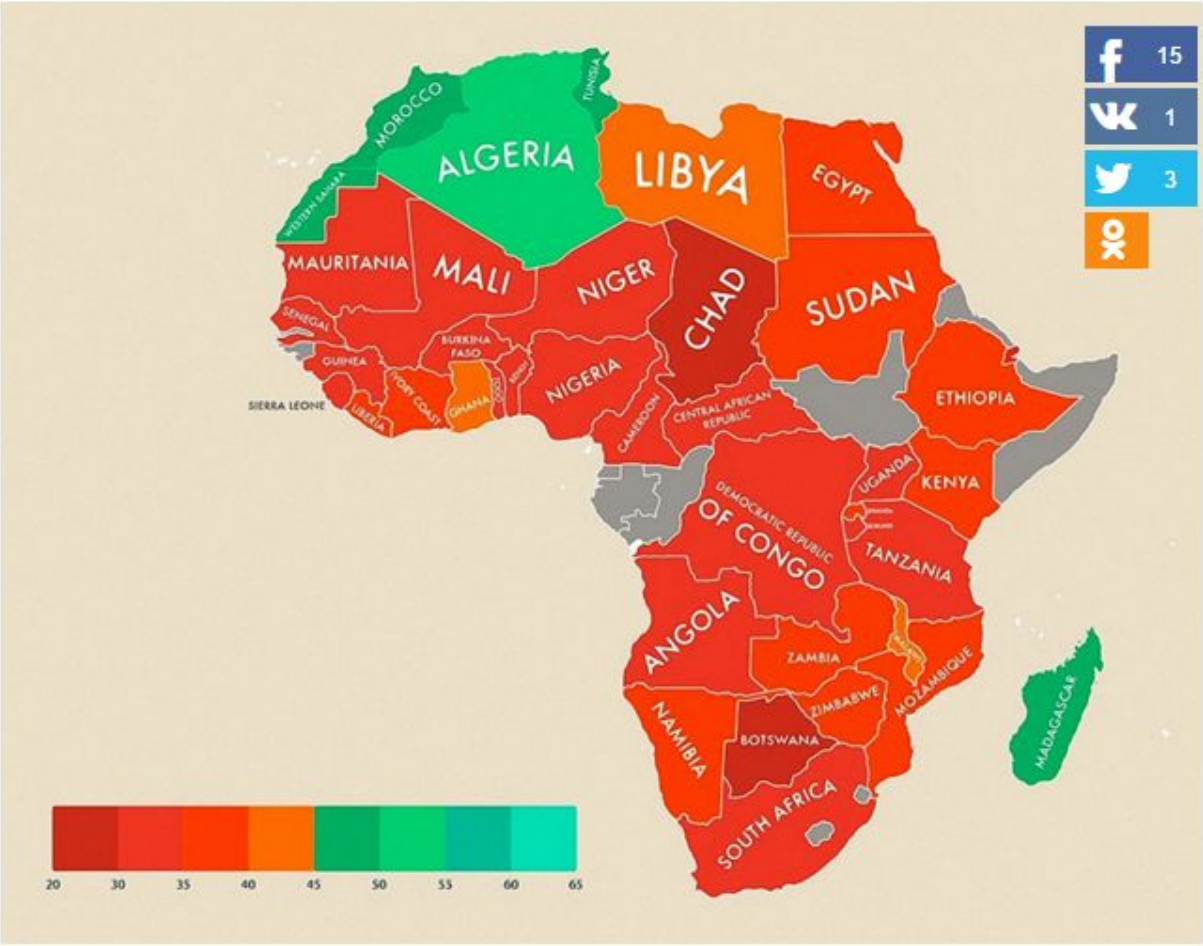 15
1
3
TUNISIA
MOROCCO
ALGERIA
LIBYA
EGYPT
WESTERN SAHARA
MAURITANIA
MALI
NIGER
CHAD
SUDAN
SENEGAL
BURKINA
FASO
GUINEA
NIGERIA
BENIN
TOGO
GHANA
IVORY COAST
LIBERIA
SIERRA LEONE
CAMEROON
CENTRAL AFRICAN
REPUBLIC
ETHIOPIA
UGANDA
KENYA
DEMOCRATIC REPUBLIC
OF CONGO
TANZANIA
ANGOLA
ZAMBIA
MALAWI
MOZAMBIQUE
ZIMBABWE
NAMIBIA
BOTSWANA
MADAGASCAR
SOUTH AFRICA
20 30 35 40 45 50 55 60 65